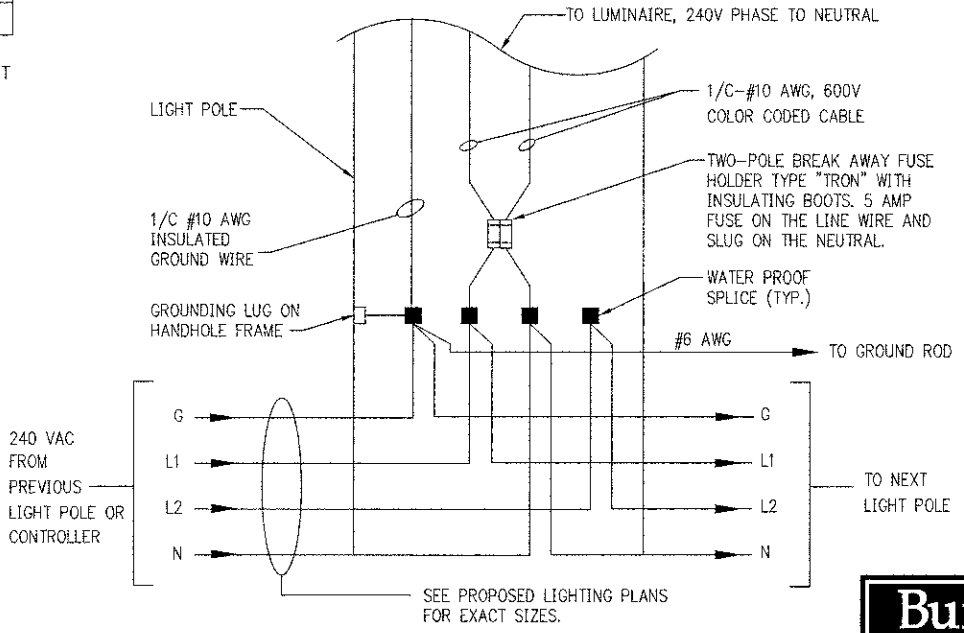 TO LUMINAIRE, 240V PHASE TO NEUTRAL
T
LIGHT POLE
1/C-#10 AWG, 600V
COLOR CODED CABLE
TWO-POLE BREAK AWAY FUSE
HOLDER TYPE "TRON" WITH
INSULATING BOOTS. 5 AMP
FUSE ON THE LINE WIRE AND
SLUG ON THE NEUTRAL.
1/C #10 AWG
INSULATED
GROUND WIRE
WATER PROOF
SPLICE (TYP.)
GROUNDING LUG ON
HANDHOLE FRAME
#6 AWG
TO GROUND ROD
240 VAC
FROM
PREVIOUS
LIGHT POLE OR
CONTROLLER
G
L1
L2
N
G
L1
L2
N
TO NEXT
LIGHT POLE
SEE PROPOSED LIGHTING PLANS
FOR EXACT SIZES.